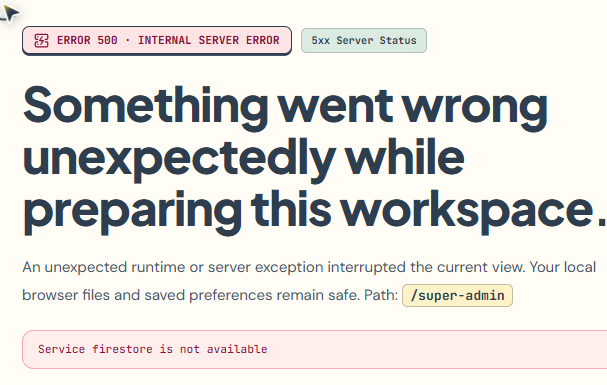 ERROR 500 · INTERNAL SERVER ERROR
5xx Server Status
Something went wrong
unexpectedly while
preparing this workspace.
An unexpected runtime or server exception interrupted the current view. Your local
browser files and saved preferences remain safe. Path: /super-admin
Service firestore is not available